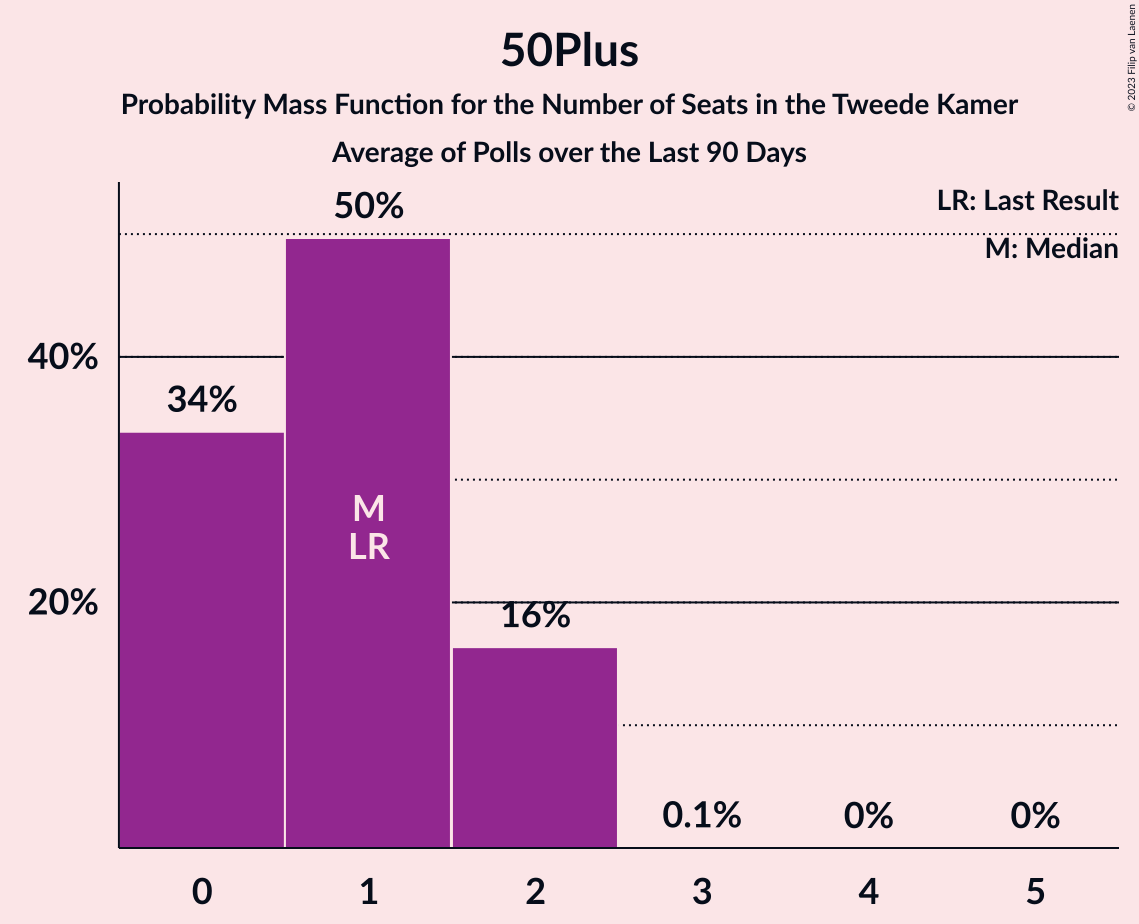 50Plus
Probability Mass Function for the Number of Seats in the Tweede Kamer
Average of Polls over the Last 90 Days
© 2023 Filip van Laenen
LR: Last Result
M: Median
50%
40%
34%
M
LR
20%
16%
0.1%
0%
0%
0
1
2
3
4
5